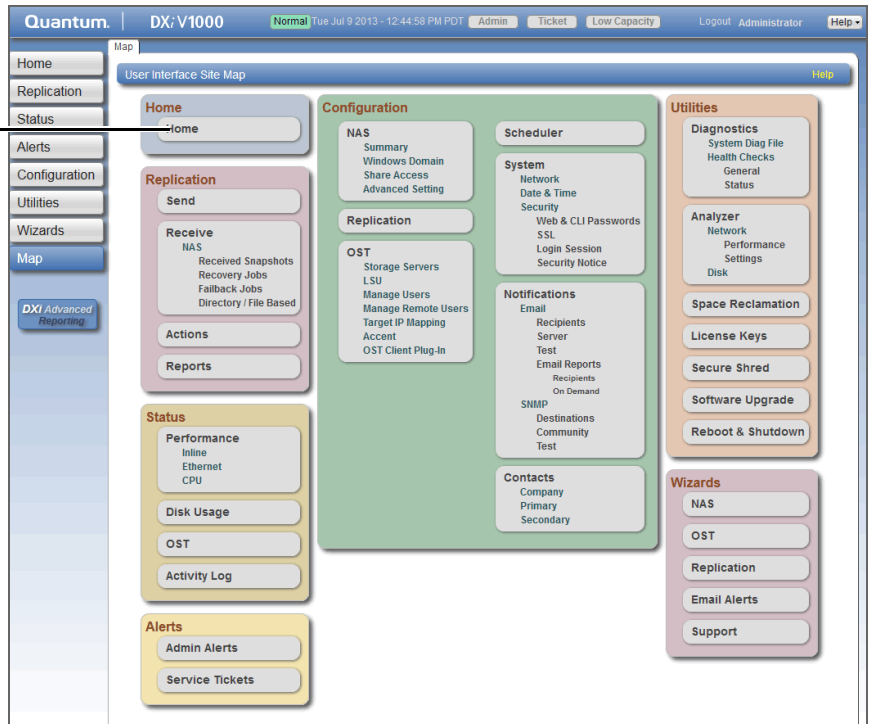 Quantum. DXi V1000 Normal Tue Jul 9 2013 - 12:44:58 PM PDT Admin Ticket Low Capacity Logout Administrator Help
Map
Home
Replication
Status
Alerts
Configuration
Utilities
Wizards
Map
DXi Advanced
Reporting
User Interface Site Map Help
Home
Home
Replication
Send
Receive
NAS
Received Snapshots
Recovery Jobs
Failback Jobs
Directory / File Based
Actions
Reports
Status
Performance
Inline
Ethernet
CPU
Disk Usage
OST
Activity Log
Alerts
Admin Alerts
Service Tickets
Configuration
NAS
Summary
Windows Domain
Share Access
Advanced Setting
Replication
OST
Storage Servers
LSU
Manage Users
Manage Remote Users
Target IP Mapping
Accent
OST Client Plug-In
Scheduler
System
Network
Date & Time
Security
Web & CLI Passwords
SSL
Login Session
Security Notice
Notifications
Email
Recipients
Server
Test
Email Reports
Recipients
On Demand
SNMP
Destinations
Community
Test
Contacts
Company
Primary
Secondary
Utilities
Diagnostics
System Diag File
Health Checks
General
Status
Analyzer
Network
Performance
Settings
Disk
Space Reclamation
License Keys
Secure Shred
Software Upgrade
Reboot & Shutdown
Wizards
NAS
OST
Replication
Email Alerts
Support